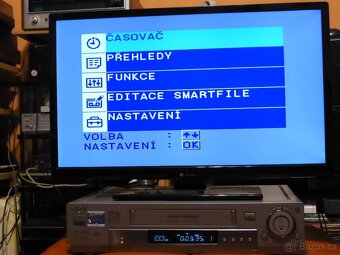 ČASOVAČ
PŘEHLEDY
FUNKCE
EDITACE SMARTFILE
NASTAVENÍ
VOLBA :
NASTAVENÍ : OK